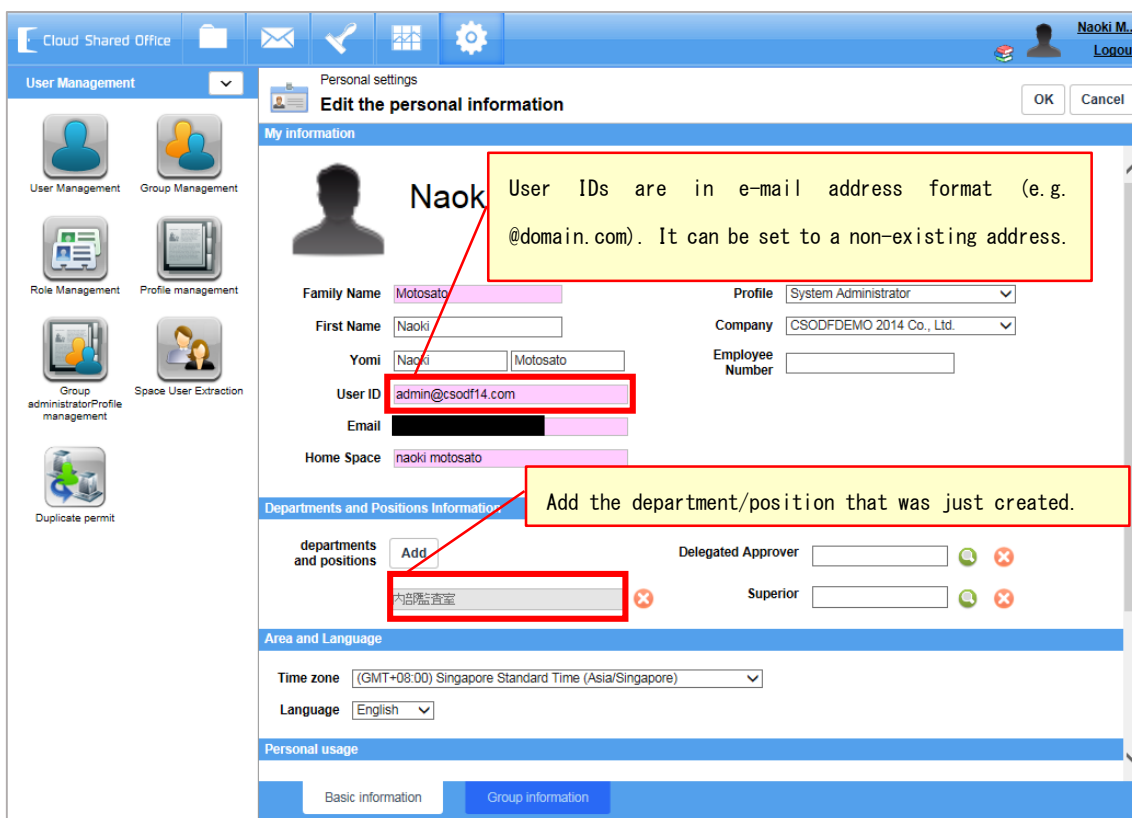 Cloud Shared Office
Naoki M..
Logou
User Management
Personal settings
Edit the personal information
OK
Cancel
My information
User Management
Group Management
Role Management
Profile management
Group
administratorProfile
management
Space User Extraction
Duplicate permit
Naok
User IDs are in e-mail address format (e.g.
@domain.com). It can be set to a non-existing address.
Family Name
Motosato
Profile
System Administrator
First Name
Naoki
Company
CSODFDEMO 2014 Co., Ltd.
Yomi
Naoki
Motosato
Employee
Number
User ID
admin@csodf14.com
Email
Home Space
naoki motosato
Add the department/position that was just created.
Departments and Positions Information
departments
and positions
Add
Delegated Approver
内部監査室
Superior
Area and Language
Time zone
(GMT+08:00) Singapore Standard Time (Asia/Singapore)
Language
English
Personal usage
Basic information
Group information